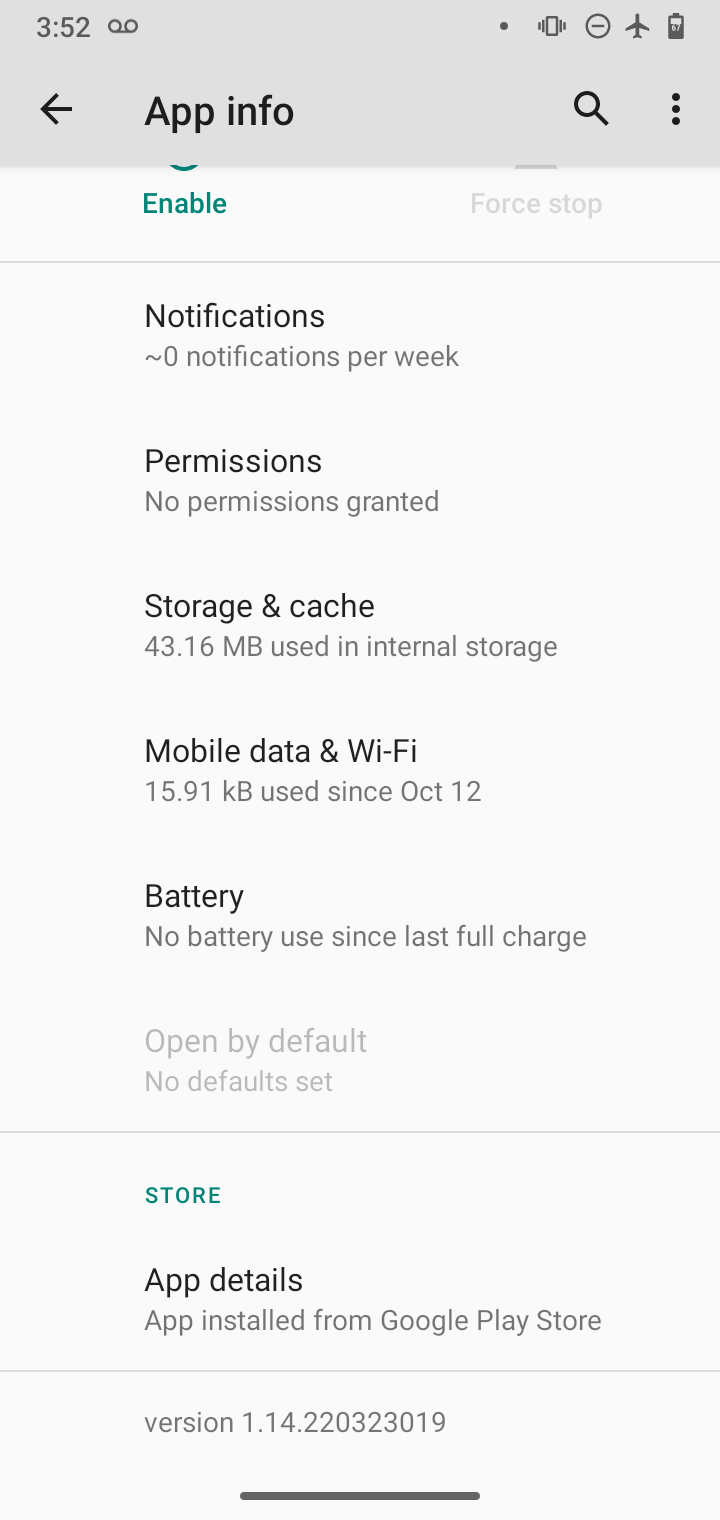 3:52
App info
Enable
Force stop
Notifications
~0 notifications per week
Permissions
No permissions granted
Storage & cache
43.16 MB used in internal storage
Mobile data & Wi-Fi
15.91 kB used since Oct 12
Battery
No battery use since last full charge
Open by default
No defaults set
STORE
App details
App installed from Google Play Store
version 1.14.220323019